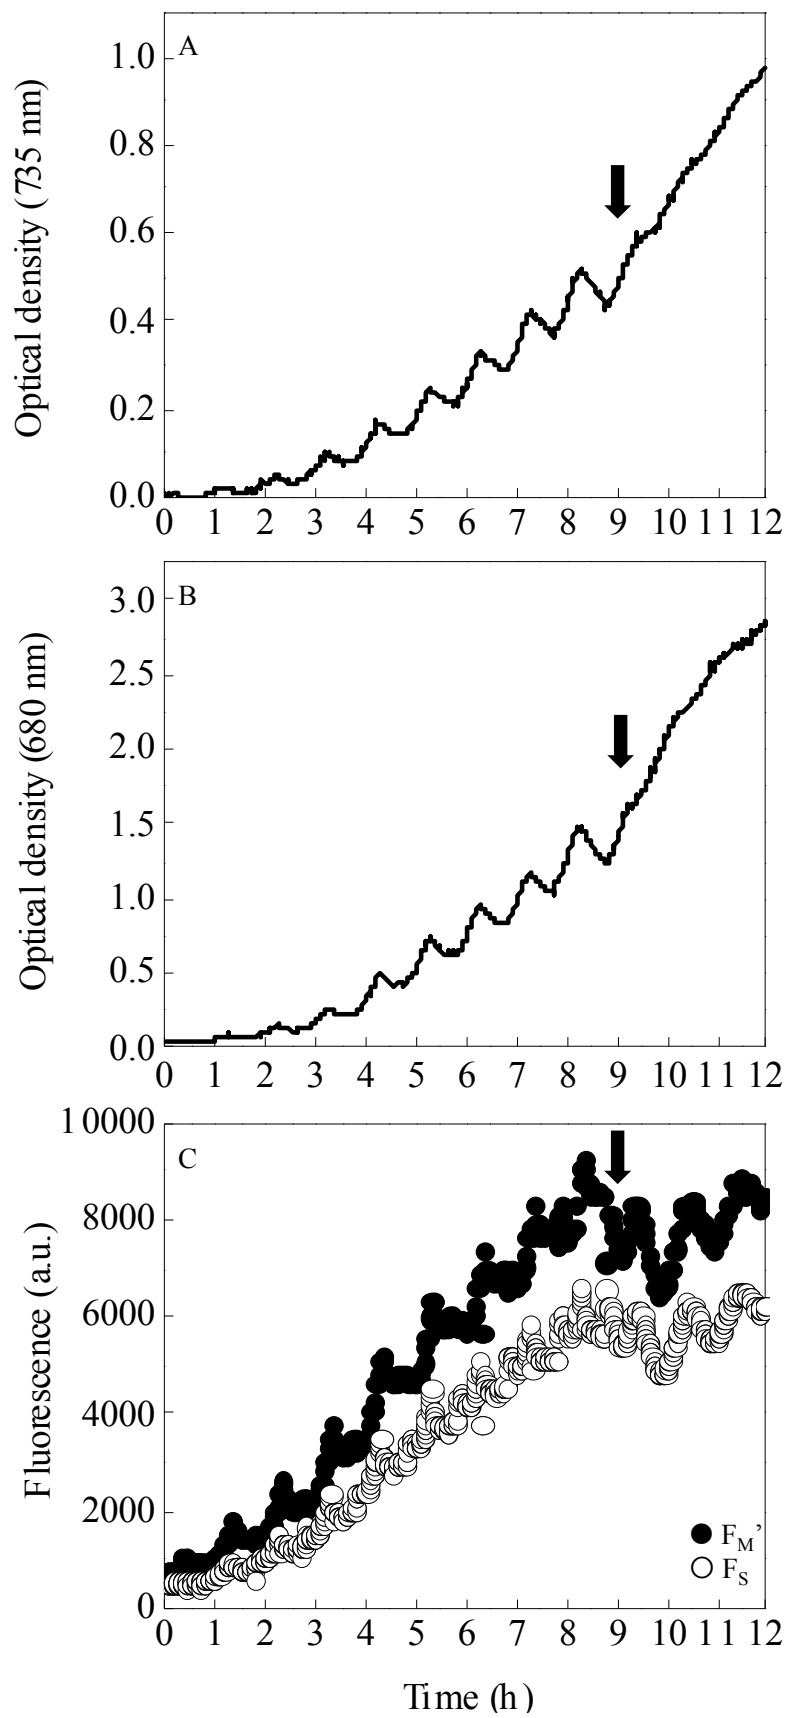 A
Optical density (735 nm)
1.0
0.8
0.6
0.4
0.2
0.0
0 1 2 3 4 5 6 7 8 9 10 11 12
B
Optical density (680 nm)
3.0
2.5
2.0
1.5
1.0
0.5
0.0
0 1 2 3 4 5 6 7 8 9 10 11 12
C
Fluorescence (a.u.)
10000
8000
6000
4000
2000
0
F_M'
F_S
0 1 2 3 4 5 6 7 8 9 10 11 12
Time (h)